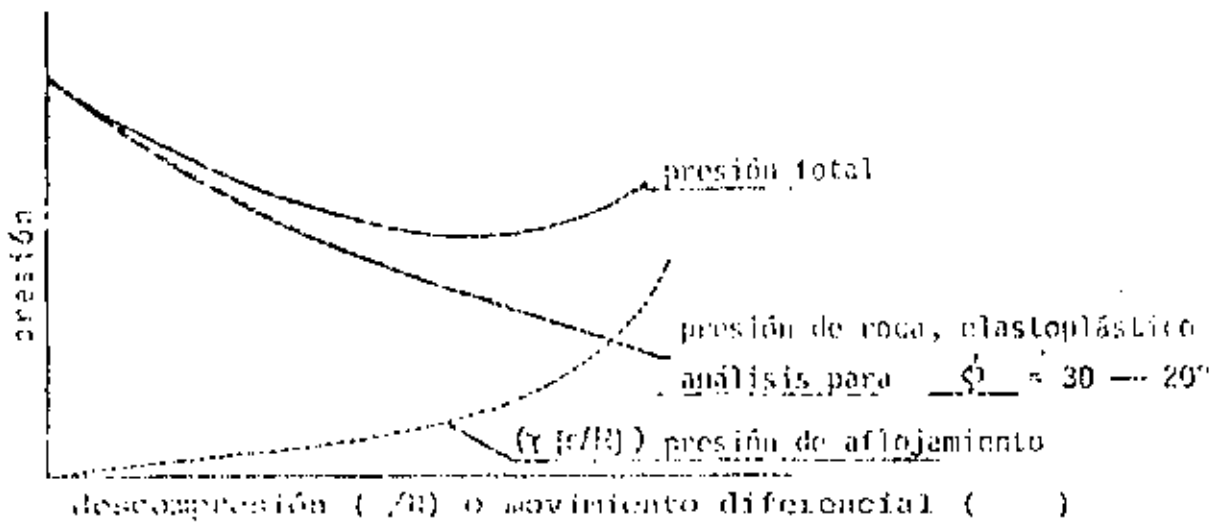 presión total
presión
presión de roca, elastoplástico
análisis para ϕ = 30 — 20°
presión de aflojamiento
descompresión ( /R) o movimiento diferencial ( )